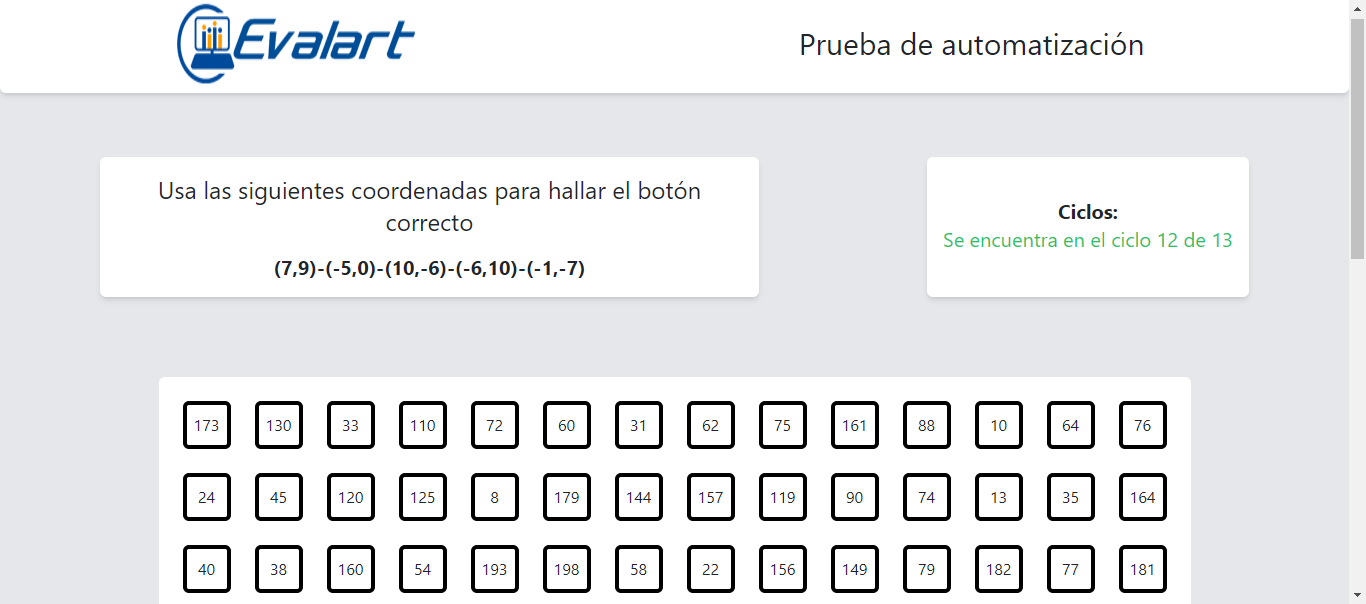 Evalart
Prueba de automatización
Usa las siguientes coordenadas para hallar el botón
correcto
(7,9)-(-5,0)-(10,-6)-(-6,10)-(-1,-7)
Ciclos:
Se encuentra en el ciclo 12 de 13
173 130 33 110 72 60 31 62 75 161 88 10 64 76
24 45 120 125 8 179 144 157 119 90 74 13 35 164
40 38 160 54 193 198 58 22 156 149 79 182 77 181